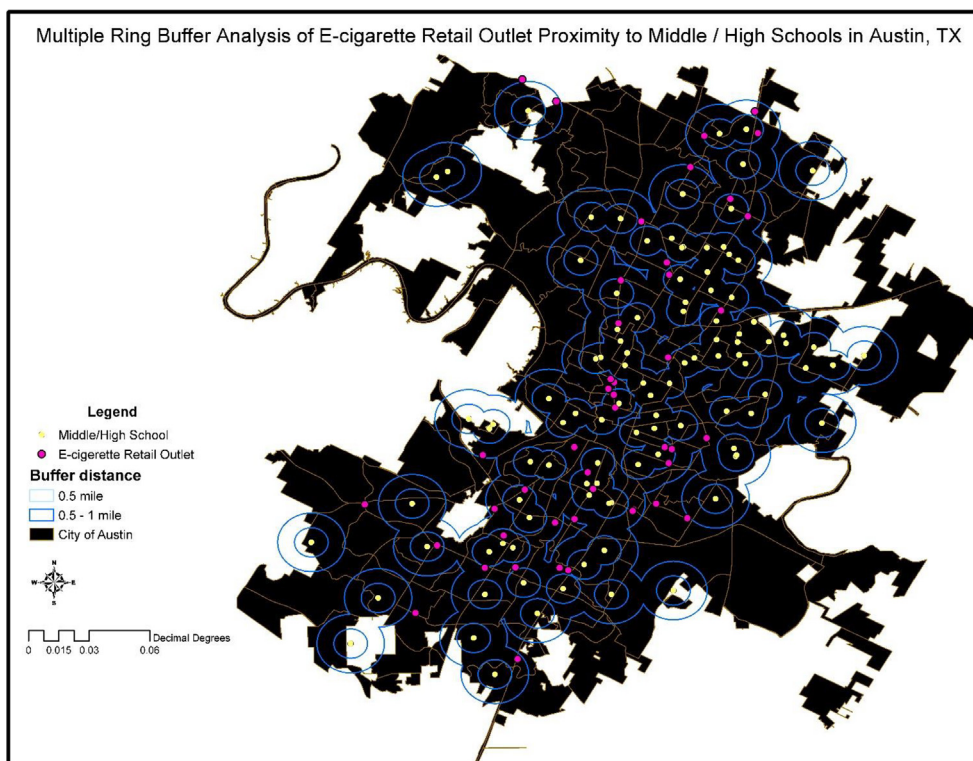 Multiple Ring Buffer Analysis of E-cigarette Retail Outlet Proximity to Middle / High Schools in Austin, TX
Legend
Middle/High School
E-cigerette Retail Outlet
Buffer distance
0.5 mile
0.5 - 1 mile
City of Austin
N
W E
S
Decimal Degrees
0 0.015 0.03 0.06